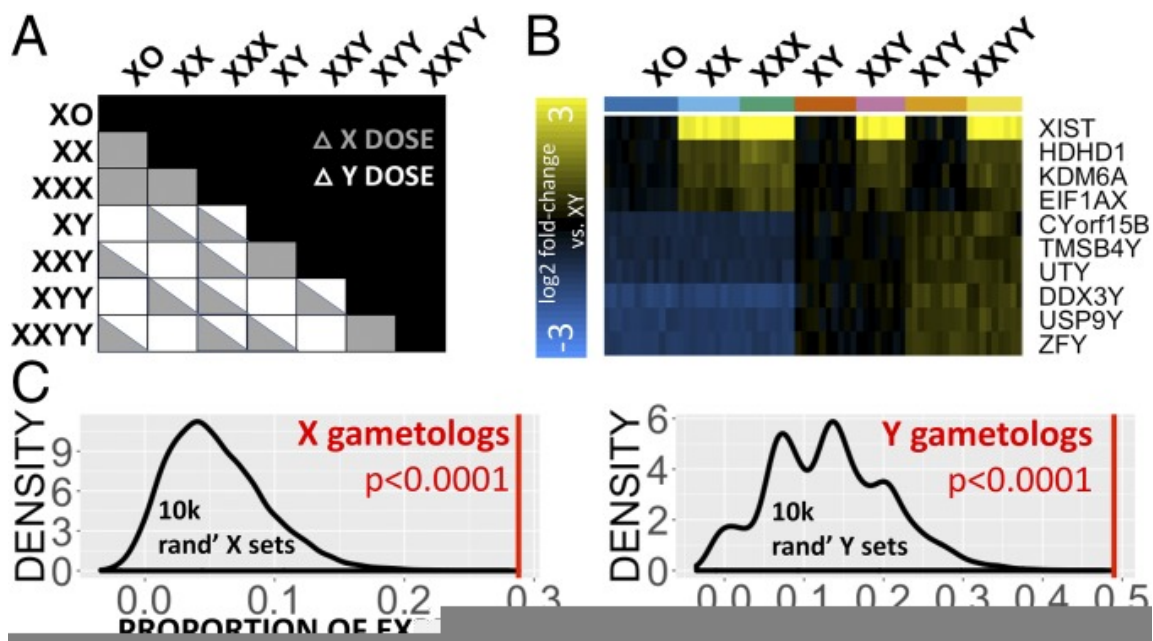 A
XO XX XXX XY XXY XYY XXYY
XO
XX
XXX
XY
XXY
XYY
XXYY
Δ X DOSE
Δ Y DOSE
B
XO XX XXX XY XXY XYY XXYY
3
log2 fold-change
vs. XY
-3
XIST
HDHD1
KDM6A
EIF1AX
CYorf15B
TMSB4Y
UTY
DDX3Y
USP9Y
ZFY
C
DENSITY
9
6
3
0
X gametologs
p<0.0001
10k
rand' X sets
0.0 0.1 0.2 0.3
PROPORTION OF
DENSITY
6
4
2
0
Y gametologs
p<0.0001
10k
rand' Y sets
0.0 0.1 0.2 0.3 0.4 0.5